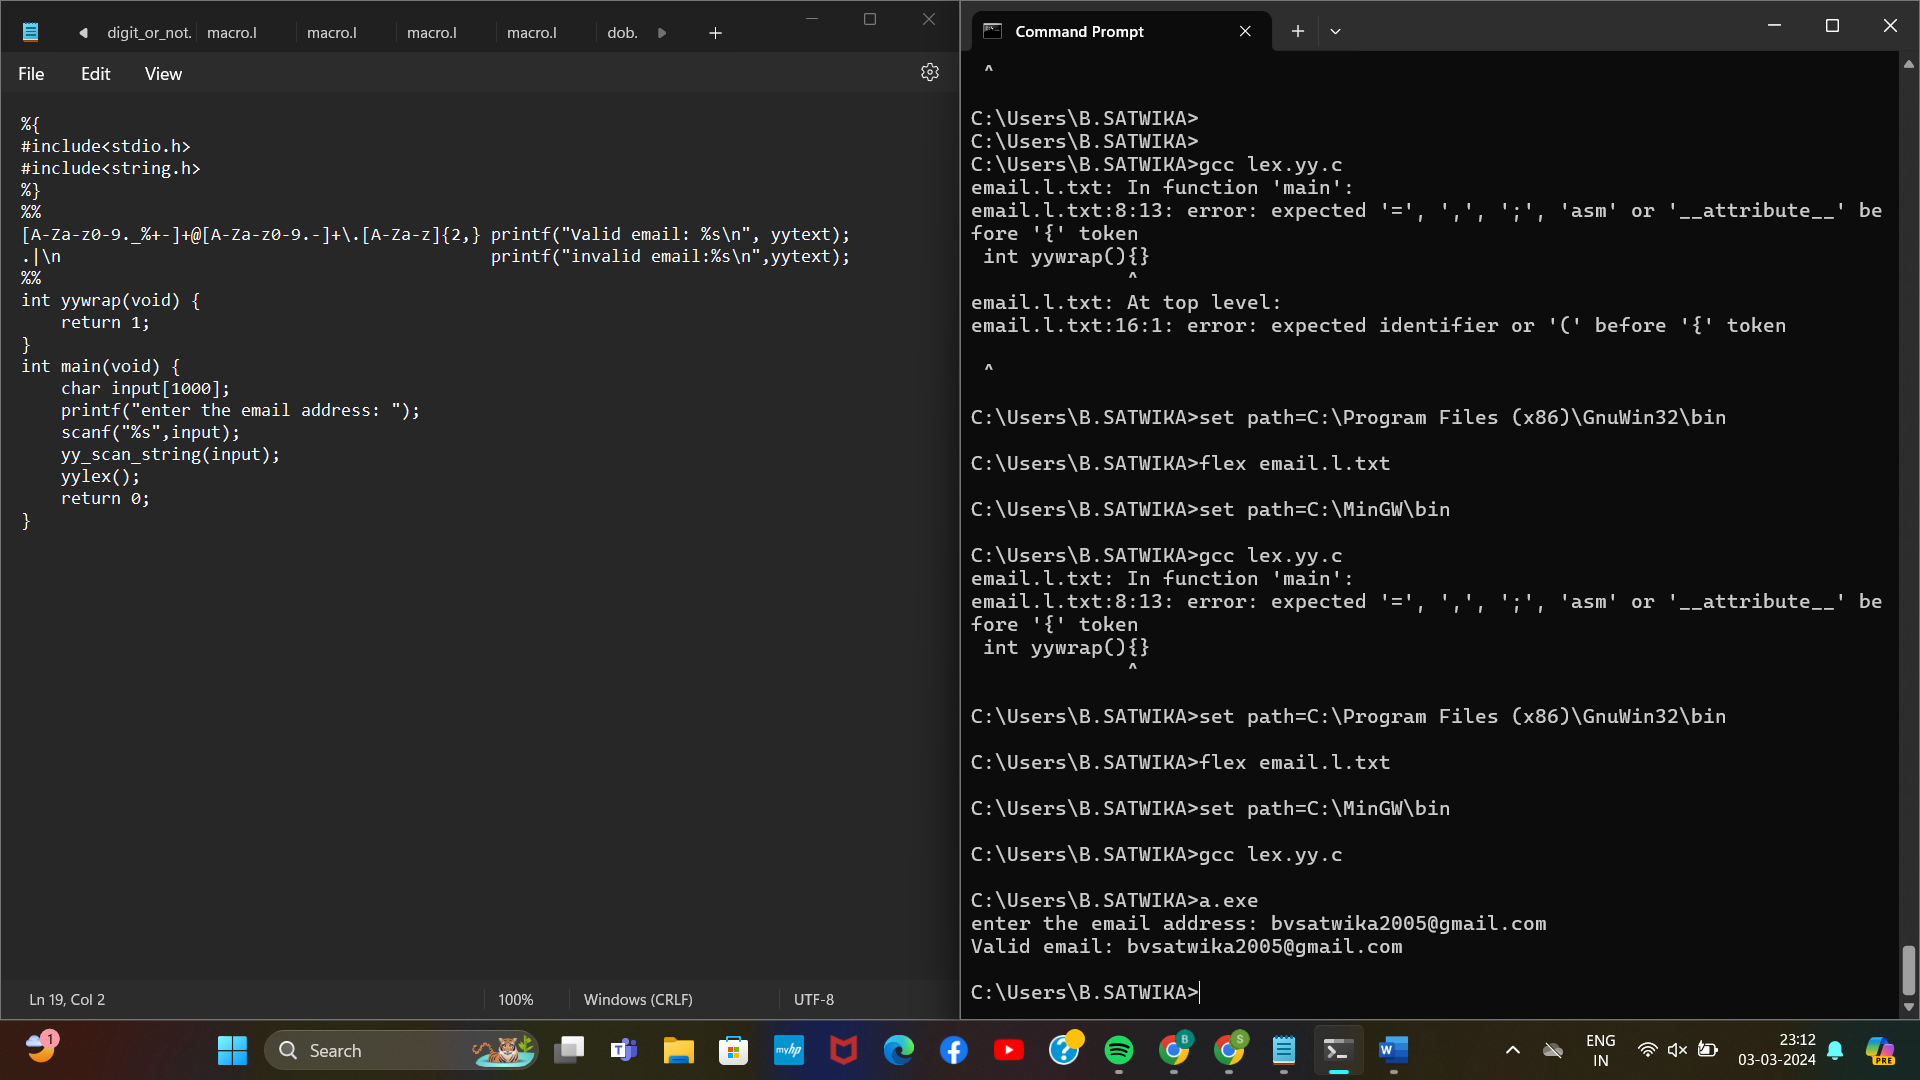 digit_or_not. macro.l macro.l macro.l macro.l dob.
File Edit View
%{
#include<stdio.h>
#include<string.h>
%}
%%
[A-Za-z0-9._%+-]+@[A-Za-z0-9.-]+\.[A-Za-z]{2,} printf("Valid email: %s\n", yytext);
.|\n printf("invalid email:%s\n",yytext);
%%
int yywrap(void) {
return 1;
}
int main(void) {
char input[1000];
printf("enter the email address: ");
scanf("%s",input);
yy_scan_string(input);
yylex();
return 0;
}
Ln 19, Col 2 100% Windows (CRLF) UTF-8
Command Prompt
^
C:\Users\B.SATWIKA>
C:\Users\B.SATWIKA>
C:\Users\B.SATWIKA>gcc lex.yy.c
email.l.txt: In function 'main':
email.l.txt:8:13: error: expected '=', ',', ';', 'asm' or '__attribute__' be
fore '{' token
int yywrap(){}
^
email.l.txt: At top level:
email.l.txt:16:1: error: expected identifier or '(' before '{' token
^
C:\Users\B.SATWIKA>set path=C:\Program Files (x86)\GnuWin32\bin
C:\Users\B.SATWIKA>flex email.l.txt
C:\Users\B.SATWIKA>set path=C:\MinGW\bin
C:\Users\B.SATWIKA>gcc lex.yy.c
email.l.txt: In function 'main':
email.l.txt:8:13: error: expected '=', ',', ';', 'asm' or '__attribute__' be
fore '{' token
int yywrap(){}
^
C:\Users\B.SATWIKA>set path=C:\Program Files (x86)\GnuWin32\bin
C:\Users\B.SATWIKA>flex email.l.txt
C:\Users\B.SATWIKA>set path=C:\MinGW\bin
C:\Users\B.SATWIKA>gcc lex.yy.c
C:\Users\B.SATWIKA>a.exe
enter the email address: bvsatwika2005@gmail.com
Valid email: bvsatwika2005@gmail.com
C:\Users\B.SATWIKA>
1
Search
myhp
B
S
W
ENG
IN
23:12
03-03-2024
PRE